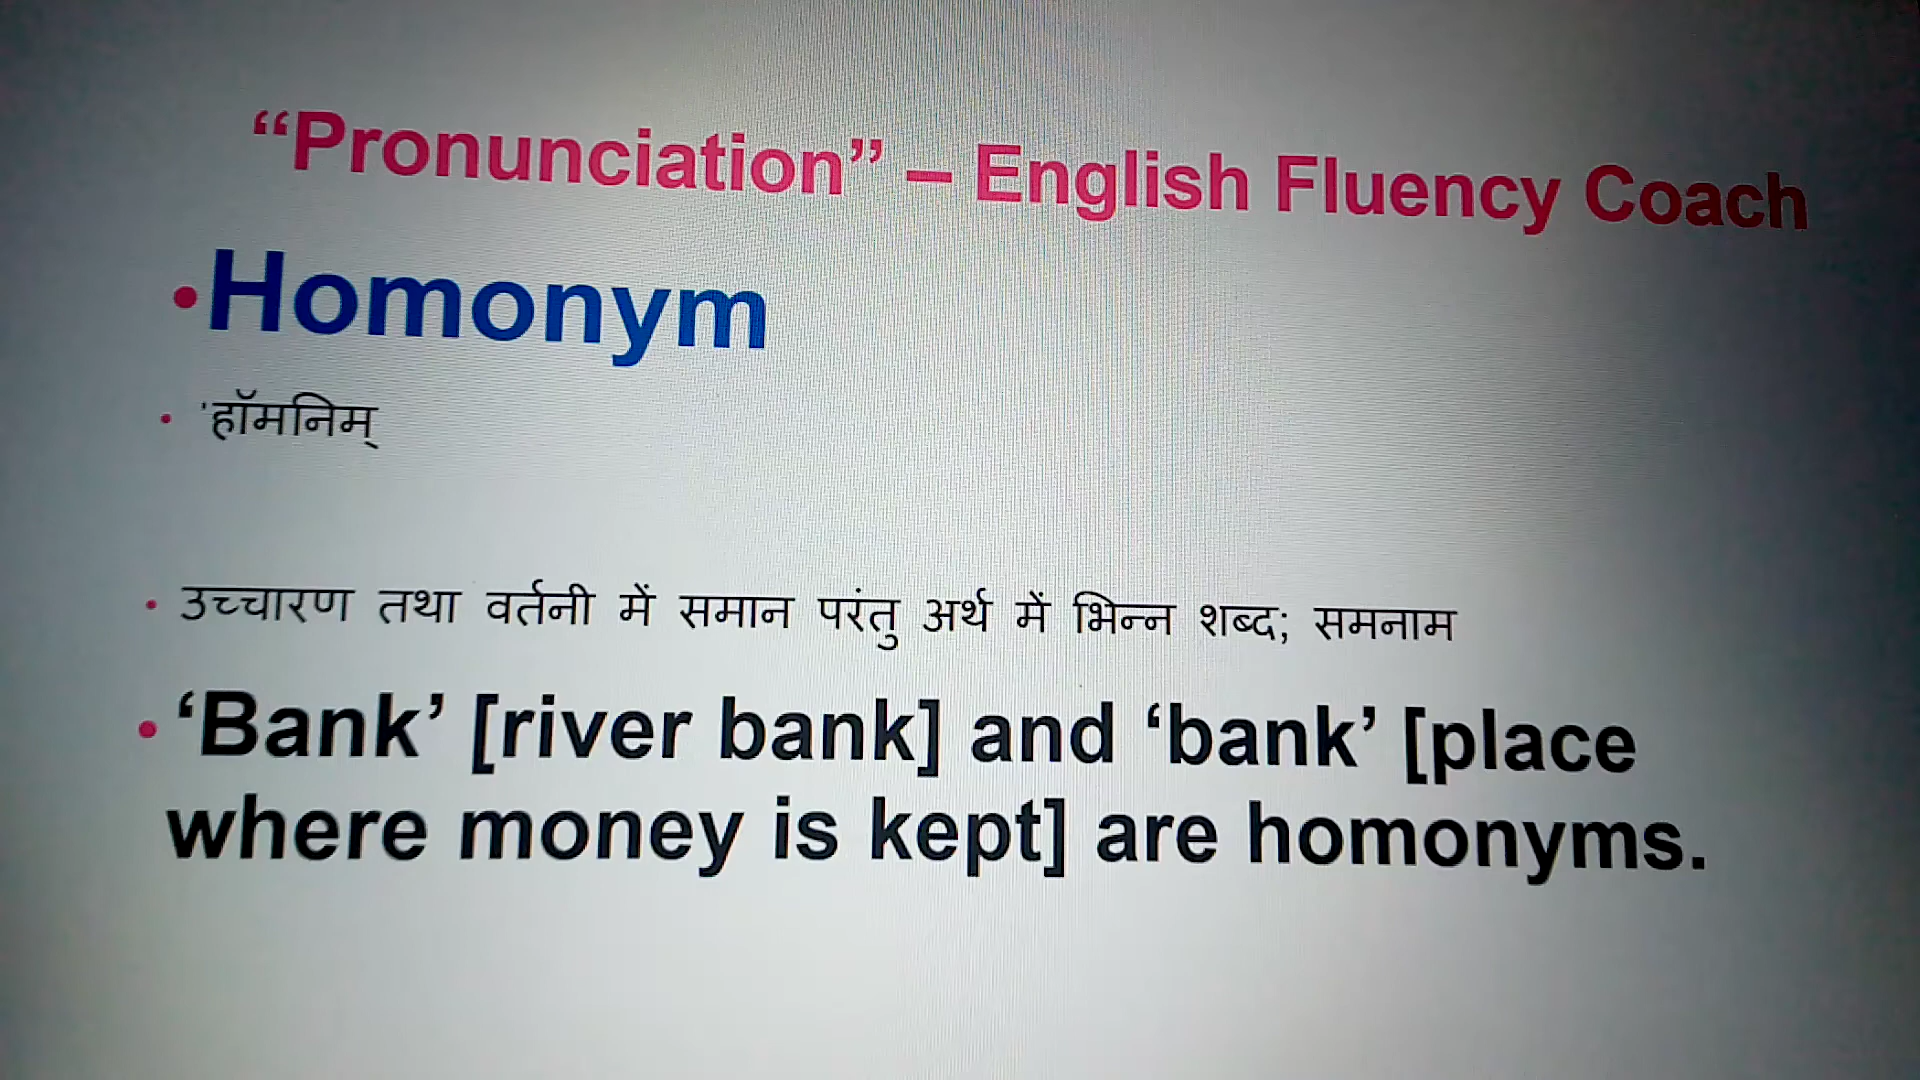 “Pronunciation” – English Fluency Coach
•Homonym
• ˈहॉमनिम्
• उच्चारण तथा वर्तनी में समान परंतु अर्थ में भिन्न शब्द; समनाम
• ‘Bank’ [river bank] and ‘bank’ [place
where money is kept] are homonyms.